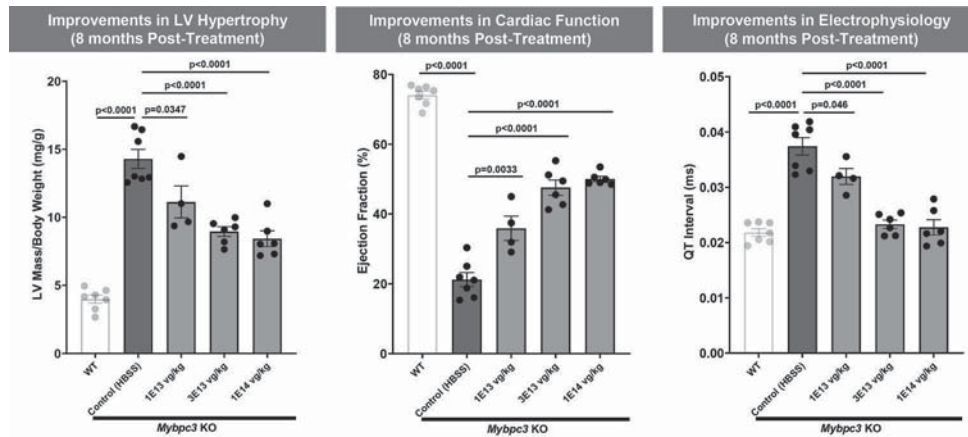 Improvements in LV Hypertrophy
(8 months Post-Treatment)
p<0.0001
p<0.0001
p<0.0001
p=0.0347
LV Mass/Body Weight (mg/g)
20
15
10
5
0
WT
Control (HBSS)
1E13 vg/kg
3E13 vg/kg
1E14 vg/kg
Mybpc3 KO
Improvements in Cardiac Function
(8 months Post-Treatment)
p<0.0001
p<0.0001
p<0.0001
p=0.0033
Ejection Fraction (%)
80
60
40
20
0
WT
Control (HBSS)
1E13 vg/kg
3E13 vg/kg
1E14 vg/kg
Mybpc3 KO
Improvements in Electrophysiology
(8 months Post-Treatment)
p<0.0001
p<0.0001
p<0.0001
p=0.046
QT Interval (ms)
0.05
0.04
0.03
0.02
0.01
0.00
WT
Control (HBSS)
1E13 vg/kg
3E13 vg/kg
1E14 vg/kg
Mybpc3 KO